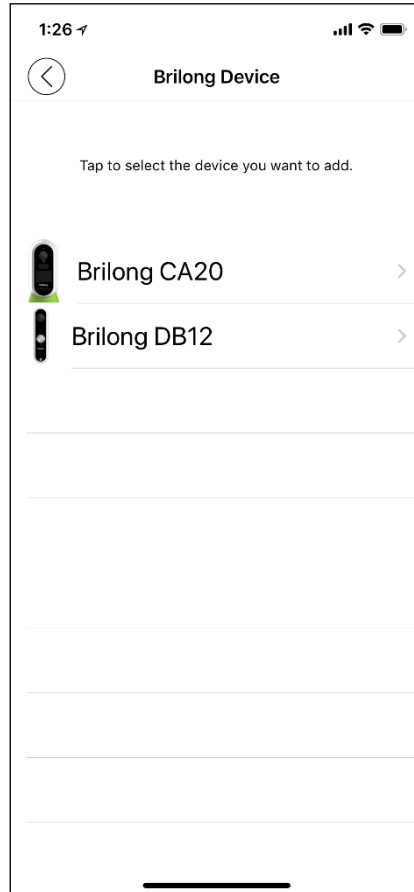 1:26
Brilong Device
Tap to select the device you want to add.
Brilong CA20
Brilong DB12